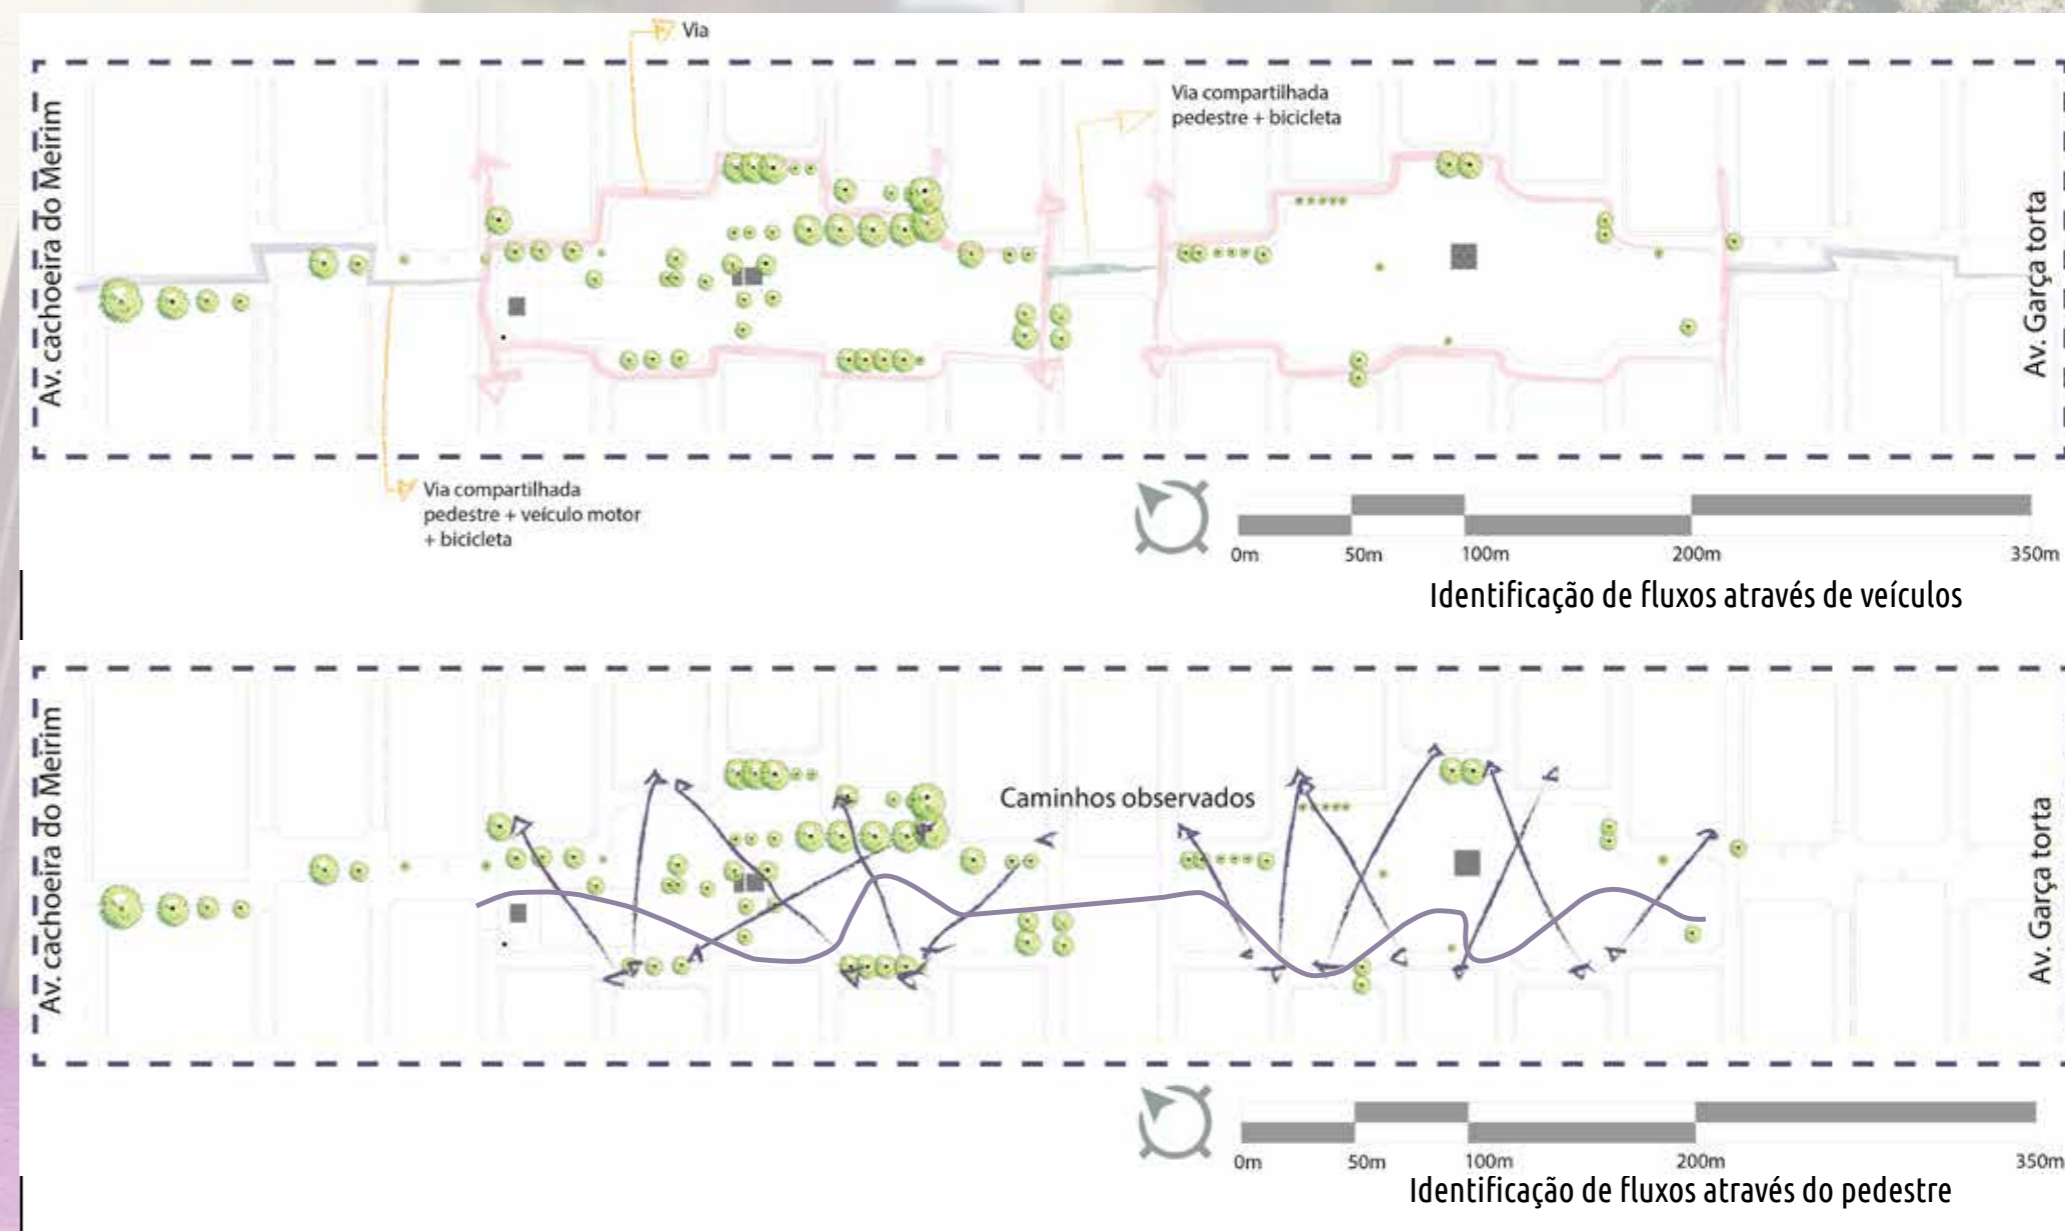 Via
Via compartilhada
pedestre + bicicleta
Av. cachoeira do Meirim
Av. Garça torta
Via compartilhada
pedestre + veículo motor
+ bicicleta
0m 50m 100m 200m 350m
Identificação de fluxos através de veículos
Av. cachoeira do Meirim
Caminhos observados
Av. Garça torta
0m 50m 100m 200m 350m
Identificação de fluxos através do pedestre